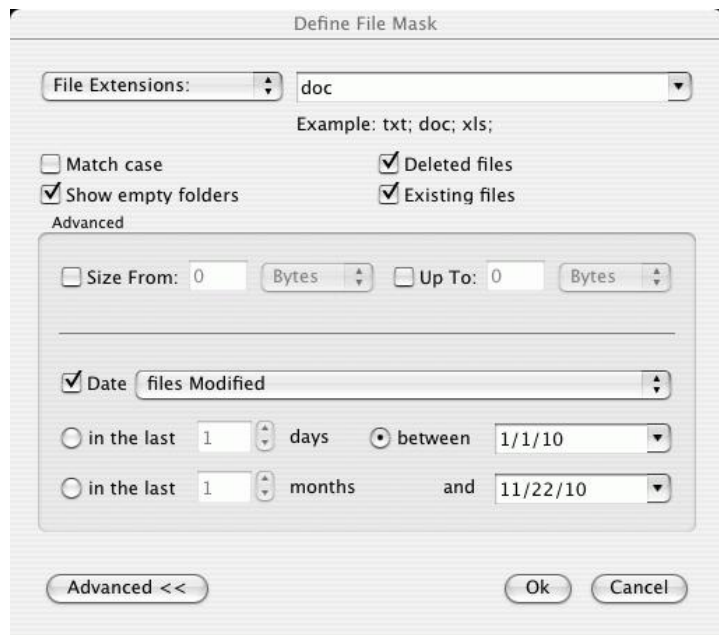 Define File Mask
File Extensions: doc
Example: txt; doc; xls;
Match case Deleted files
Show empty folders Existing files
Advanced
Size From: 0 Bytes Up To: 0 Bytes
Date files Modified
in the last 1 days between 1/1/10
in the last 1 months and 11/22/10
Advanced << Ok Cancel